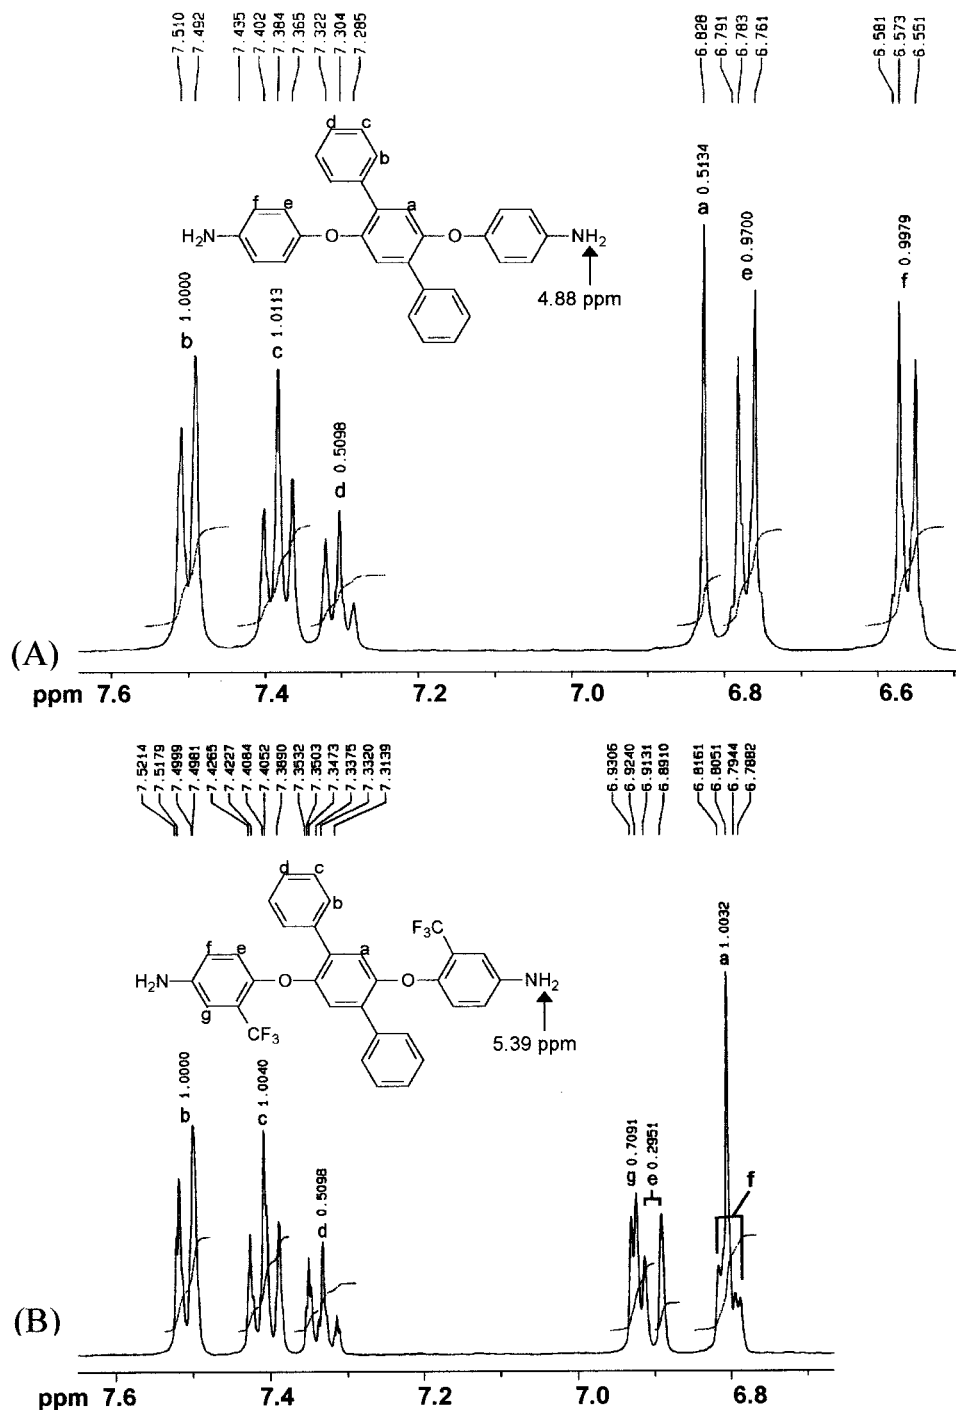 7.510
7.492
7.435
7.402
7.384
7.365
7.322
7.304
7.285
6.828
6.791
6.783
6.761
6.581
6.573
6.551
d
c
b
f
e
a
H₂N
O
O
NH₂
4.88 ppm
b 1.0000
c 1.0113
d 0.5098
a 0.5134
e 0.9700
f 0.9979
(A)
ppm 7.6 7.4 7.2 7.0 6.8 6.6
7.5214
7.5179
7.4999
7.4981
7.4265
7.4227
7.4084
7.4052
7.3890
7.3532
7.3503
7.3473
7.3375
7.3320
7.3139
6.9306
6.9240
6.9131
6.8910
6.8161
6.8051
6.7944
6.7882
d
c
b
F₃C
f
e
a
H₂N
O
O
NH₂
g
CF₃
5.39 ppm
b 1.0000
c 1.0040
d 0.5098
g 0.7091
e 0.2951
a 1.0032
f
(B)
ppm 7.6 7.4 7.2 7.0 6.8